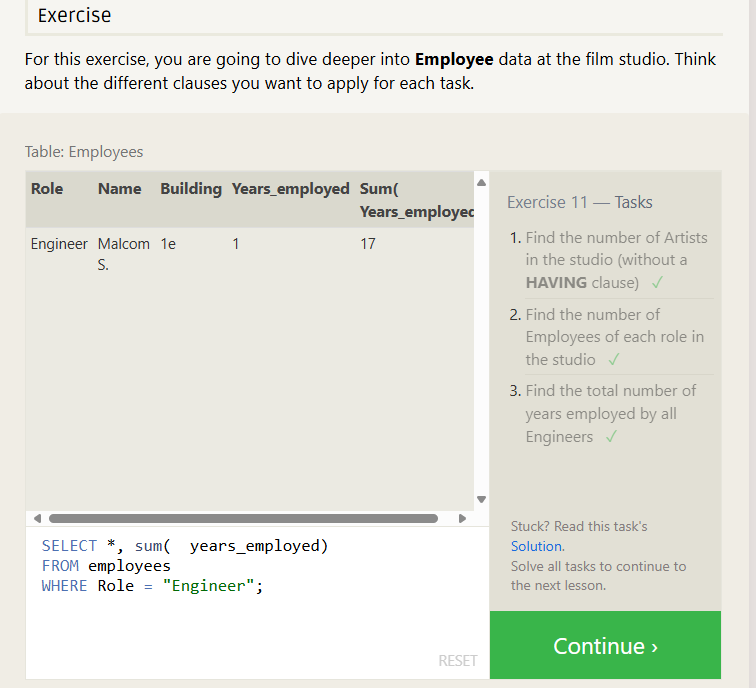 Exercise
For this exercise, you are going to dive deeper into Employee data at the film studio. Think
about the different clauses you want to apply for each task.
Table: Employees
Role Name Building Years_employed Sum(
Years_employed
Engineer Malcom 1e 1 17
S.
SELECT *, sum(  years_employed)
FROM employees
WHERE Role = "Engineer";
RESET
Exercise 11 — Tasks
1. Find the number of Artists
in the studio (without a
HAVING clause) ✓
2. Find the number of
Employees of each role in
the studio ✓
3. Find the total number of
years employed by all
Engineers ✓
Stuck? Read this task's
Solution.
Solve all tasks to continue to
the next lesson.
Continue ›